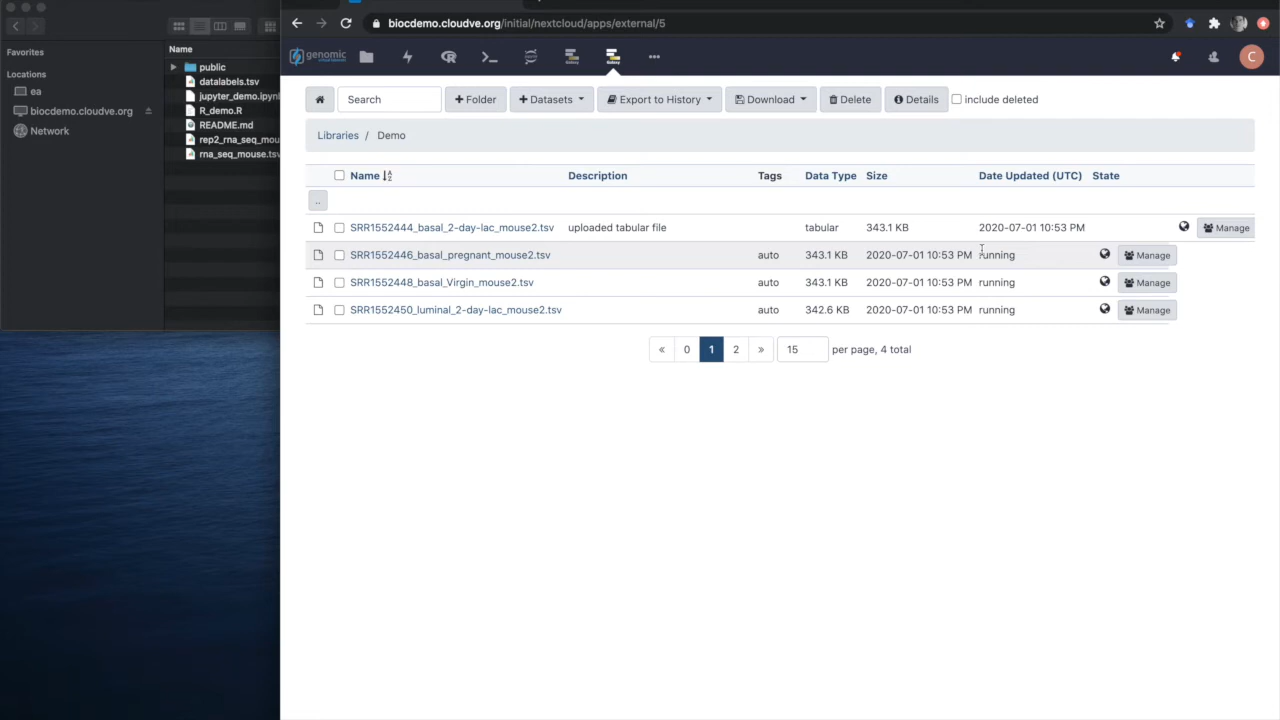 Favorites
Locations
ea
biocdemo.cloudve.org
Network
Name
public
datalabels.tsv
jupyter_demo.ipynl
R_demo.R
README.md
rep2_rna_seq_mou
rna_seq_mouse.tsv
biocdemo.cloudve.org/initial/nextcloud/apps/external/5
genomic
C
Search
+ Folder
+ Datasets
Export to History
Download
Delete
Details
include deleted
Libraries / Demo
Name Description Tags Data Type Size Date Updated (UTC) State
..
SRR1552444_basal_2-day-lac_mouse2.tsv uploaded tabular file tabular 343.1 KB 2020-07-01 10:53 PM Manage
SRR1552446_basal_pregnant_mouse2.tsv auto 343.1 KB 2020-07-01 10:53 PM running Manage
SRR1552448_basal_Virgin_mouse2.tsv auto 343.1 KB 2020-07-01 10:53 PM running Manage
SRR1552450_luminal_2-day-lac_mouse2.tsv auto 342.6 KB 2020-07-01 10:53 PM running Manage
« 0 1 2 » 15 per page, 4 total